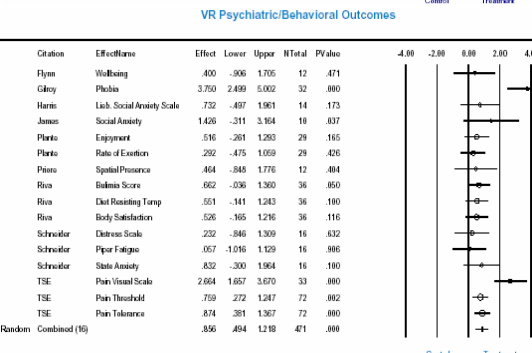 Control Treatment
VR Psychiatric/Behavioral Outcomes
Citation EffectName Effect Lower Upper NTotal PValue -4.00 -2.00 0.00 2.00 4.0
Flynn Wellbeing .400 -.906 1.705 12 .471
Gilroy Phobia 3.750 2.499 5.002 32 .000
Harris Lieb. Social Anxiety Scale .732 -.497 1.961 14 .173
James Social Anxiety 1.426 -.311 3.164 10 .037
Plante Enjoyment .516 -.261 1.293 29 .165
Plante Rate of Exertion .292 -.475 1.059 29 .426
Priore Spatial Presence .464 -.848 1.776 12 .404
Riva Bulimia Score .662 -.036 1.360 36 .050
Riva Diet Resisting Temp .551 -.141 1.243 36 .100
Riva Body Satisfaction .526 -.165 1.216 36 .116
Schneider Distress Scale .232 -.846 1.309 16 .632
Schneider Piper Fatigue .057 -1.016 1.129 16 .906
Schneider State Anxiety .832 -.300 1.964 16 .100
TSE Pain Visual Scale 2.664 1.657 3.670 33 .000
TSE Pain Threshold .759 .272 1.247 72 .002
TSE Pain Tolerance .874 .381 1.367 72 .000
Random Combined (16) .856 .494 1.218 471 .000